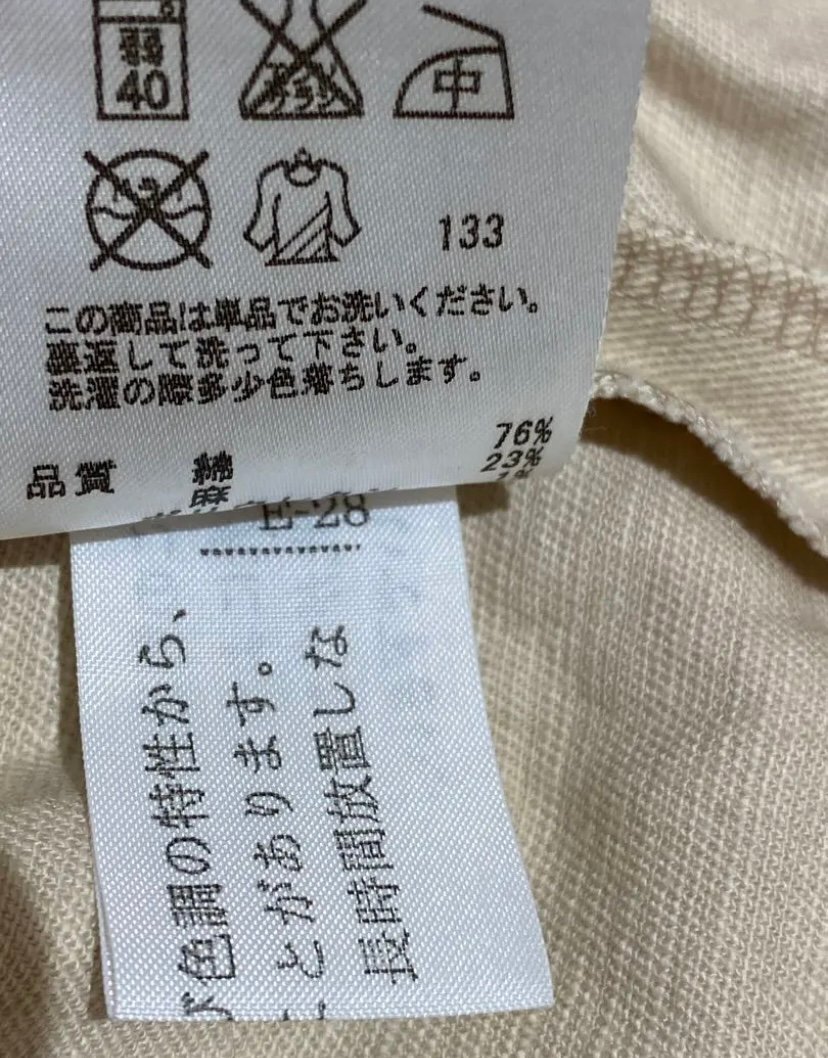 弱
40
中
133
この商品は単品でお洗いください。
裏返して洗って下さい。
洗濯の際多少色落ちします。
品質 綿 76%
麻 23%
1%
E-28
色調の特性から、
ことがあります。
長時間放置しな